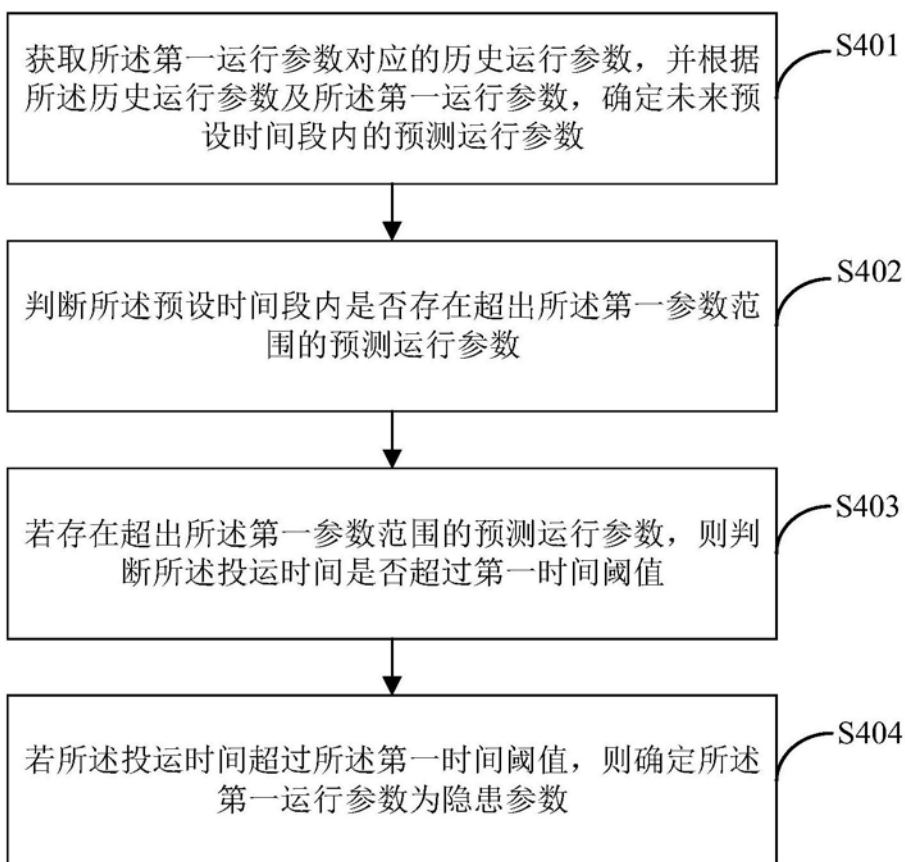 获取所述第一运行参数对应的历史运行参数，并根据
所述历史运行参数及所述第一运行参数，确定未来预
设时间段内的预测运行参数
S401
判断所述预设时间段内是否存在超出所述第一参数范
围的预测运行参数
S402
若存在超出所述第一参数范围的预测运行参数，则判
断所述投运时间是否超过第一时间阈值
S403
若所述投运时间超过所述第一时间阈值，则确定所述
第一运行参数为隐患参数
S404